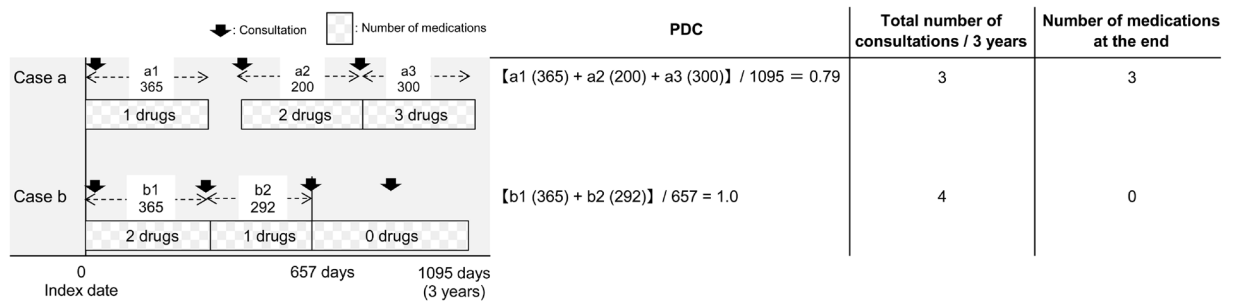 : Consultation
: Number of medications
PDC
Total number of
consultations / 3 years
Number of medications
at the end
Case a
a1
365
a2
200
a3
300
1 drugs
2 drugs
3 drugs
【a1 (365) + a2 (200) + a3 (300)】 / 1095 = 0.79
3
3
Case b
b1
365
b2
292
2 drugs
1 drugs
0 drugs
【b1 (365) + b2 (292)】 / 657 = 1.0
4
0
0
Index date
657 days
1095 days
(3 years)